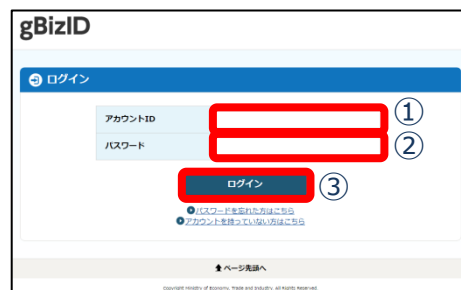 gBizID
ログイン
アカウントID
①
パスワード
②
ログイン
③
パスワードを忘れた方はこちら
アカウントを持っていない方はこちら
ページ先頭へ
Copyright Ministry of Economy, Trade and Industry. All Rights Reserved.